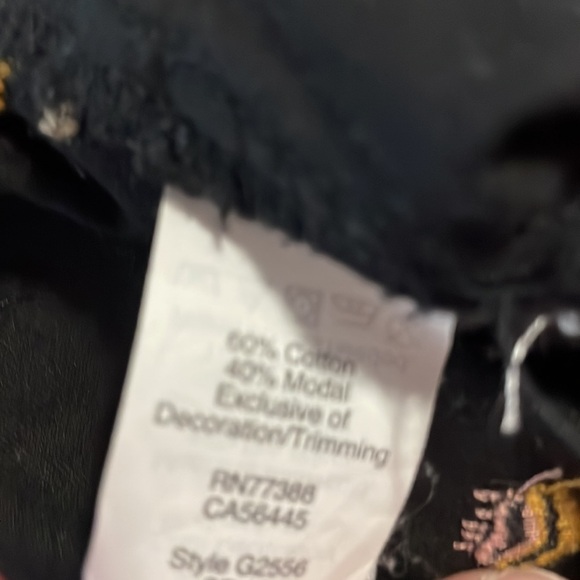 60% Cotton
40% Modal
Exclusive of
Decoration/Trimming
RN77388
CA56445
Style G2556